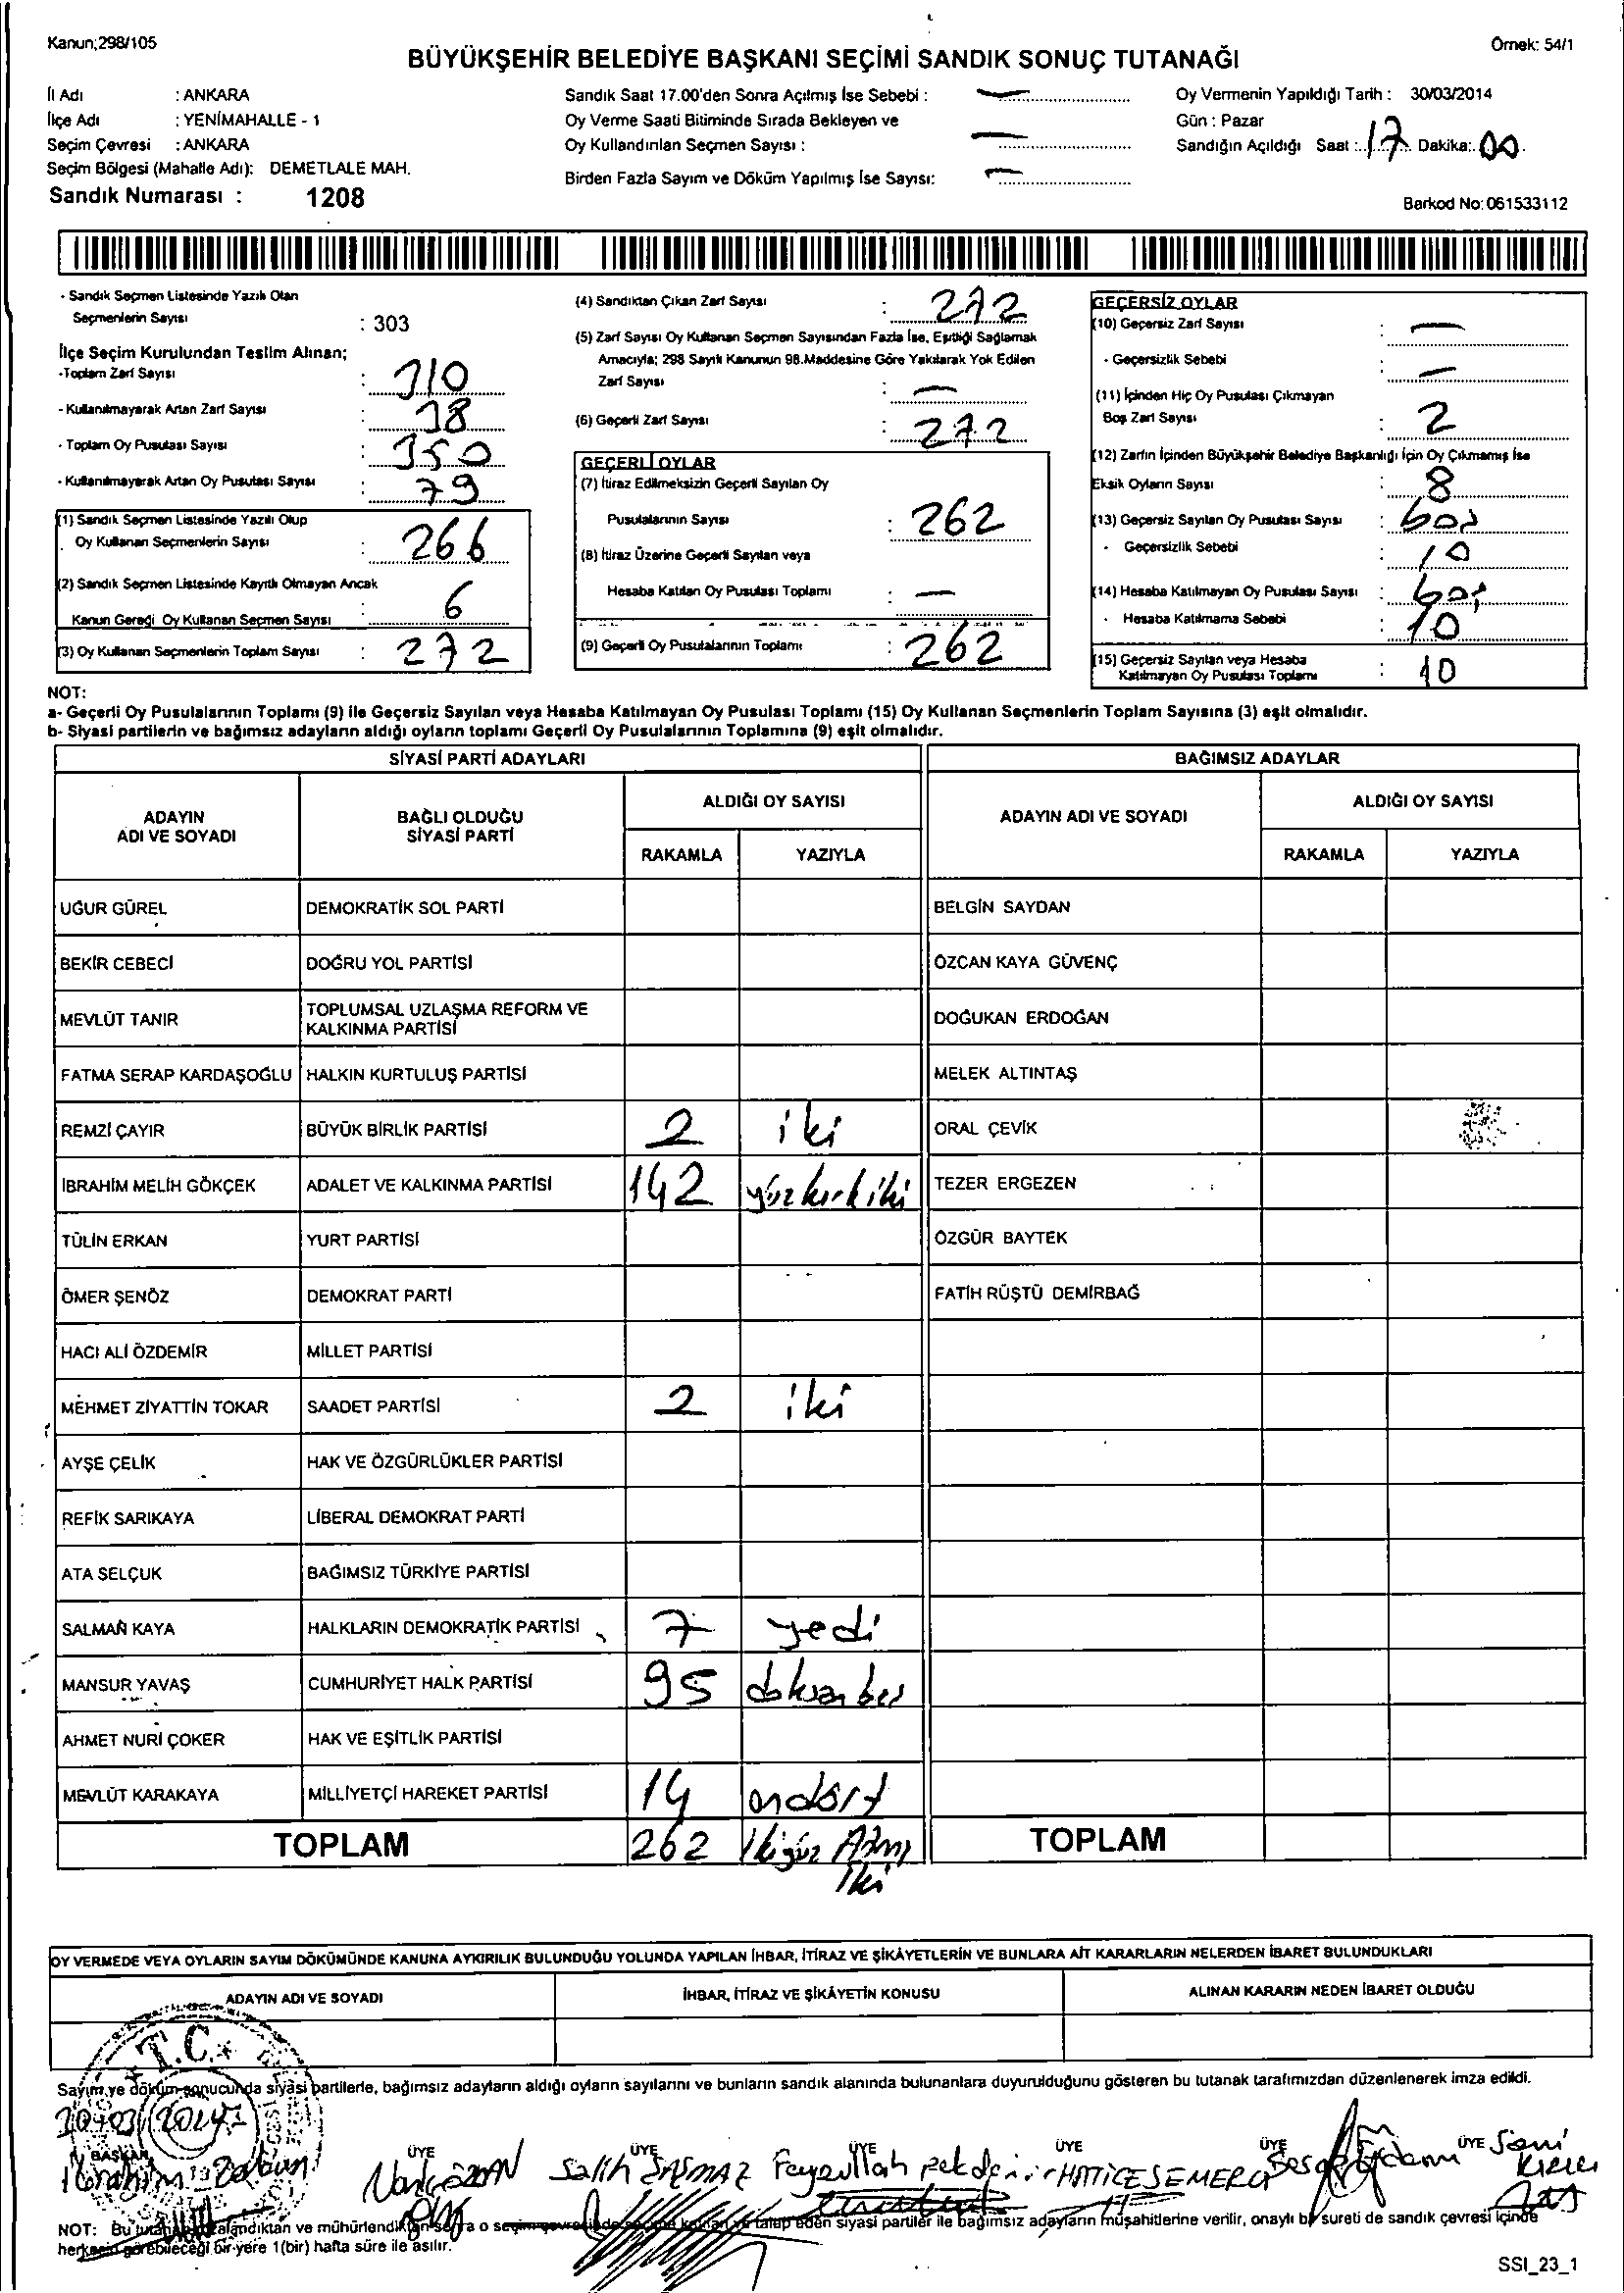 Kanun;298/105
Örnek: 54/1
BÜYÜKŞEHİR BELEDİYE BAŞKANI SEÇİMİ SANDIK SONUÇ TUTANAĞI
İl Adı : ANKARA
İlçe Adı : YENİMAHALLE - 1
Seçim Çevresi : ANKARA
Seçim Bölgesi (Mahalle Adı): DEMETLALE MAH.
Sandık Numarası : 1208
Sandık Saat 17.00'den Sonra Açılmış İse Sebebi : —
Oy Verme Saati Bitiminde Sırada Bekleyen ve
Oy Kullandırılan Seçmen Sayısı : —
Birden Fazla Sayım ve Döküm Yapılmış İse Sayısı: —
Oy Vermenin Yapıldığı Tarih : 30/03/2014
Gün : Pazar
Sandığın Açıldığı Saat : 17 Dakika: 00
Barkod No: 061533112
- Sandık Seçmen Listesinde Yazılı Olan
Seçmenlerin Sayısı : 303
İlçe Seçim Kurulundan Teslim Alınan;
-Toplam Zarf Sayısı : 310
- Kullanılmayarak Artan Zarf Sayısı : 38
- Toplam Oy Pusulası Sayısı : 350
- Kullanılmayarak Artan Oy Pusulası Sayısı : 79
(1) Sandık Seçmen Listesinde Yazılı Olup
Oy Kullanan Seçmenlerin Sayısı : 266
(2) Sandık Seçmen Listesinde Kayıtlı Olmayan Ancak
Kanun Gereği Oy Kullanan Seçmen Sayısı : 6
(3) Oy Kullanan Seçmenlerin Toplam Sayısı : 272
(4) Sandıktan Çıkan Zarf Sayısı : 272
(5) Zarf Sayısı Oy Kullanan Seçmen Sayısından Fazla İse, Eşitliği Sağlamak
Amacıyla; 298 Sayılı Kanunun 98.Maddesine Göre Yakılarak Yok Edilen
Zarf Sayısı : —
(6) Geçerli Zarf Sayısı : 272
GEÇERLİ OYLAR
(7) İtiraz Edilmeksizin Geçerli Sayılan Oy
Pusulalarının Sayısı : 262
(8) İtiraz Üzerine Geçerli Sayılan veya
Hesaba Katılan Oy Pusulası Toplamı : —
(9) Geçerli Oy Pusulalarının Toplamı : 262
GEÇERSİZ OYLAR
(10) Geçersiz Zarf Sayısı : —
- Geçersizlik Sebebi : —
(11) İçinden Hiç Oy Pusulası Çıkmayan
Boş Zarf Sayısı : 2
(12) Zarfın İçinden Büyükşehir Belediye Başkanlığı İçin Oy Çıkmamış İse
Eksik Oyların Sayısı : 8
(13) Geçersiz Sayılan Oy Pusulası Sayısı : boş
- Geçersizlik Sebebi : 10
(14) Hesaba Katılmayan Oy Pusulası Sayısı : boş
- Hesaba Katılmama Sebebi : 10
(15) Geçersiz Sayılan veya Hesaba
Katılmayan Oy Pusulası Toplamı : 10
NOT:
a- Geçerli Oy Pusulalarının Toplamı (9) ile Geçersiz Sayılan veya Hesaba Katılmayan Oy Pusulası Toplamı (15) Oy Kullanan Seçmenlerin Toplam Sayısına (3) eşit olmalıdır.
b- Siyasi partilerin ve bağımsız adayların aldığı oyların toplamı Geçerli Oy Pusulalarının Toplamına (9) eşit olmalıdır.
SİYASİ PARTİ ADAYLARI
ADAYIN ADI VE SOYADI BAĞLI OLDUĞU SİYASİ PARTİ ALDIĞI OY SAYISI
RAKAMLA YAZIYLA
UĞUR GÜREL DEMOKRATİK SOL PARTİ
BEKİR CEBECİ DOĞRU YOL PARTİSİ
MEVLÜT TANIR TOPLUMSAL UZLAŞMA REFORM VE
KALKINMA PARTİSİ
FATMA SERAP KARDAŞOĞLU HALKIN KURTULUŞ PARTİSİ
REMZİ ÇAYIR BÜYÜK BİRLİK PARTİSİ 2 iki
İBRAHİM MELİH GÖKÇEK ADALET VE KALKINMA PARTİSİ 142 yüzkırkiki
TÜLİN ERKAN YURT PARTİSİ
ÖMER ŞENÖZ DEMOKRAT PARTİ
HACI ALİ ÖZDEMİR MİLLET PARTİSİ
MEHMET ZİYATTİN TOKAR SAADET PARTİSİ 2 iki
AYŞE ÇELİK HAK VE ÖZGÜRLÜKLER PARTİSİ
REFİK SARIKAYA LİBERAL DEMOKRAT PARTİ
ATA SELÇUK BAĞIMSIZ TÜRKİYE PARTİSİ
SALMAN KAYA HALKLARIN DEMOKRATİK PARTİSİ 7 yedi
MANSUR YAVAŞ CUMHURİYET HALK PARTİSİ 95 doksanbeş
AHMET NURİ ÇOKER HAK VE EŞİTLİK PARTİSİ
MEVLÜT KARAKAYA MİLLİYETÇİ HAREKET PARTİSİ 14 ondört
TOPLAM 262 İkiyüz Atmış
İki
BAĞIMSIZ ADAYLAR
ADAYIN ADI VE SOYADI ALDIĞI OY SAYISI
RAKAMLA YAZIYLA
BELGİN SAYDAN
ÖZCAN KAYA GÜVENÇ
DOĞUKAN ERDOĞAN
MELEK ALTINTAŞ
ORAL ÇEVİK
TEZER ERGEZEN
ÖZGÜR BAYTEK
FATİH RÜŞTÜ DEMİRBAĞ
TOPLAM
OY VERMEDE VEYA OYLARIN SAYIM DÖKÜMÜNDE KANUNA AYKIRILIK BULUNDUĞU YOLUNDA YAPILAN İHBAR, İTİRAZ VE ŞİKÂYETLERİN VE BUNLARA AİT KARARLARIN NELERDEN İBARET BULUNDUKLARI
ADAYIN ADI VE SOYADI İHBAR, İTİRAZ VE ŞİKÂYETİN KONUSU ALINAN KARARIN NEDEN İBARET OLDUĞU
T.C.
Sayım ve döküm sonucunda siyasi partilerle, bağımsız adayların aldığı oyların sayılarını ve bunların sandık alanında bulunanlara duyurulduğunu gösteren bu tutanak tarafımızdan düzenlenerek imza edildi.
BAŞKAN ÜYE ÜYE ÜYE ÜYE ÜYE ÜYE
İbrahim Salih ŞAŞMAZ Feyzullah HATİCE SEMERCİ
NOT: Bu tutanak imzalandıktan ve mühürlendikten sonra o seçim çevresinde seçime katılan ve talep eden siyasi partiler ile bağımsız adayların müşahitlerine verilir, onaylı bir sureti de sandık çevresi içinde
herkesin görebileceği bir yere 1(bir) hafta süre ile asılır.
SSI_23_1